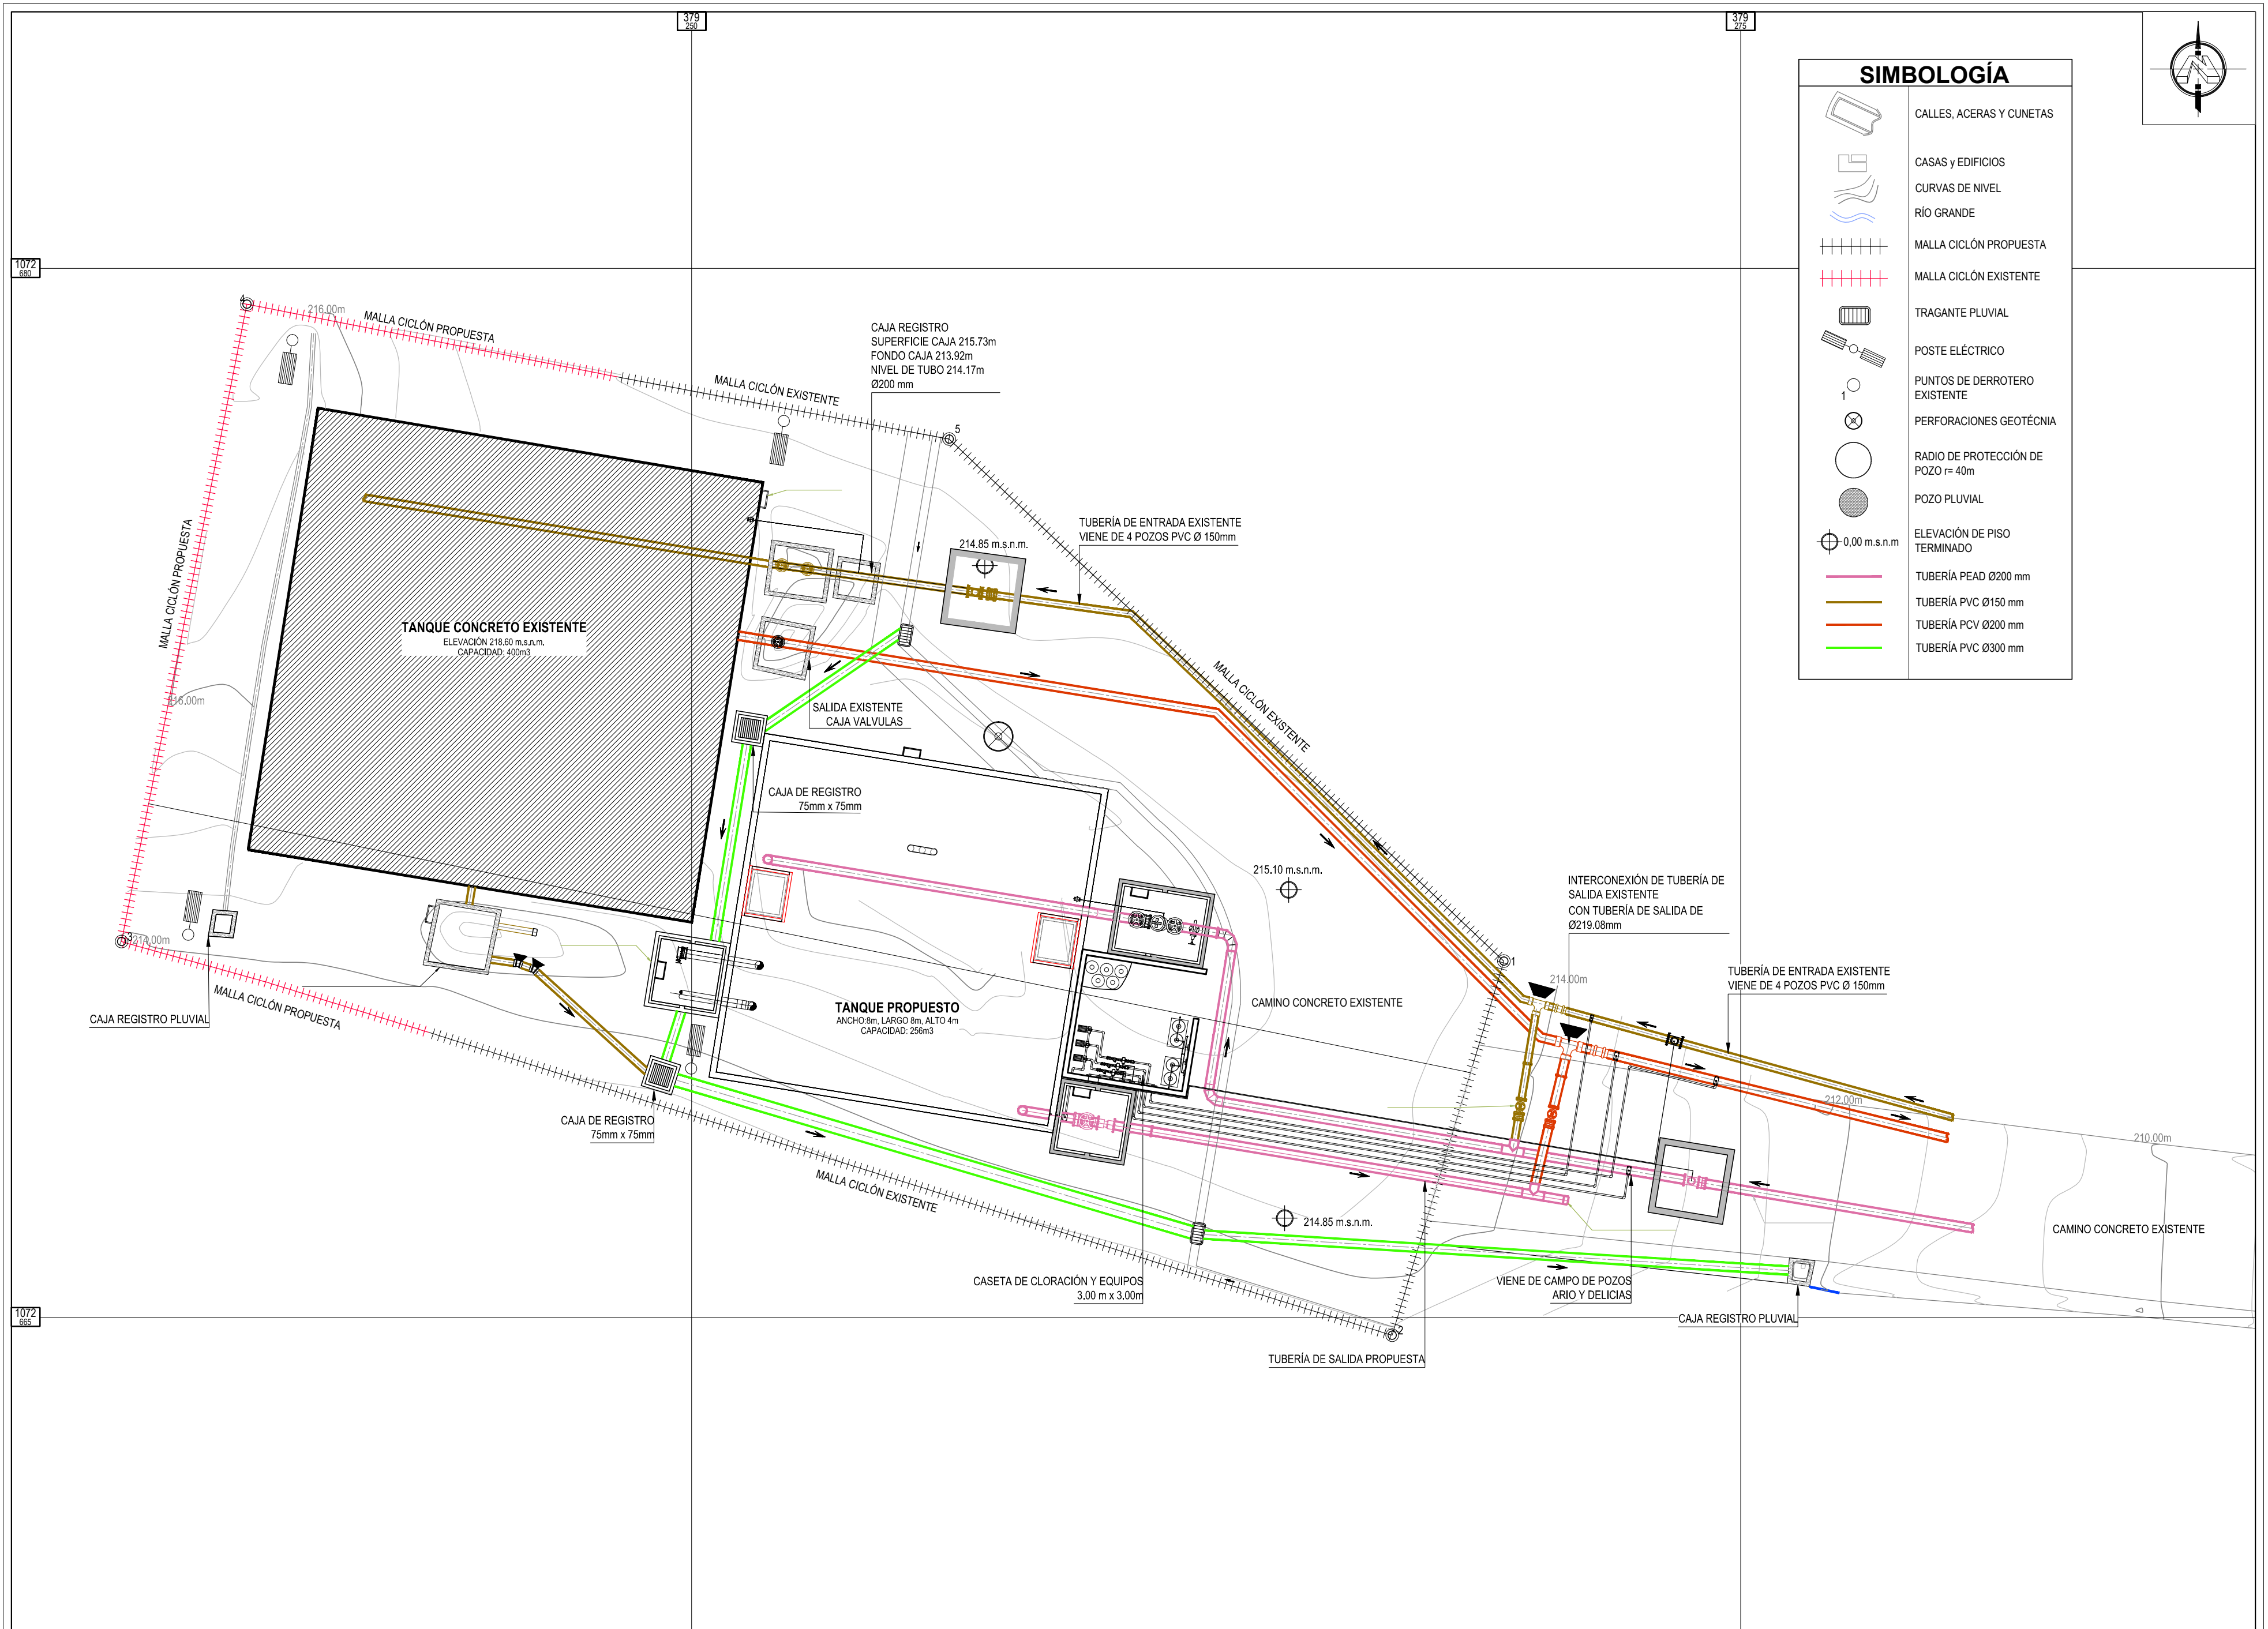 379
250
379
275
SIMBOLOGÍA
CALLES, ACERAS Y CUNETAS
CASAS y EDIFICIOS
CURVAS DE NIVEL
RÍO GRANDE
MALLA CICLÓN PROPUESTA
MALLA CICLÓN EXISTENTE
TRAGANTE PLUVIAL
POSTE ELÉCTRICO
1
PUNTOS DE DERROTERO
EXISTENTE
PERFORACIONES GEOTÉCNIA
RADIO DE PROTECCIÓN DE
POZO r= 40m
POZO PLUVIAL
0,00 m.s.n.m
ELEVACIÓN DE PISO
TERMINADO
TUBERÍA PEAD Ø200 mm
TUBERÍA PVC Ø150 mm
TUBERÍA PCV Ø200 mm
TUBERÍA PVC Ø300 mm
N
1072
680
4
216.00m
MALLA CICLÓN PROPUESTA
MALLA CICLÓN EXISTENTE
CAJA REGISTRO
SUPERFICIE CAJA 215.73m
FONDO CAJA 213.92m
NIVEL DE TUBO 214.17m
Ø200 mm
5
TUBERÍA DE ENTRADA EXISTENTE
VIENE DE 4 POZOS PVC Ø 150mm
214.85 m.s.n.m.
MALLA CICLÓN PROPUESTA
TANQUE CONCRETO EXISTENTE
ELEVACIÓN 218,60 m.s.n.m.
CAPACIDAD: 400m3
MALLA CICLÓN EXISTENTE
216.00m
SALIDA EXISTENTE
CAJA VALVULAS
CAJA DE REGISTRO
75mm x 75mm
215.10 m.s.n.m.
INTERCONEXIÓN DE TUBERÍA DE
SALIDA EXISTENTE
CON TUBERÍA DE SALIDA DE
Ø219.08mm
3
214.00m
1
214.00m
TUBERÍA DE ENTRADA EXISTENTE
VIENE DE 4 POZOS PVC Ø 150mm
MALLA CICLÓN PROPUESTA
CAJA REGISTRO PLUVIAL
TANQUE PROPUESTO
ANCHO:8m, LARGO 8m, ALTO 4m
CAPACIDAD: 256m3
CAMINO CONCRETO EXISTENTE
212.00m
CAJA DE REGISTRO
75mm x 75mm
210.00m
MALLA CICLÓN EXISTENTE
214.85 m.s.n.m.
CAMINO CONCRETO EXISTENTE
CASETA DE CLORACIÓN Y EQUIPOS
3.00 m x 3.00m
VIENE DE CAMPO DE POZOS
ARIO Y DELICIAS
CAJA REGISTRO PLUVIAL
1072
665
2
TUBERÍA DE SALIDA PROPUESTA